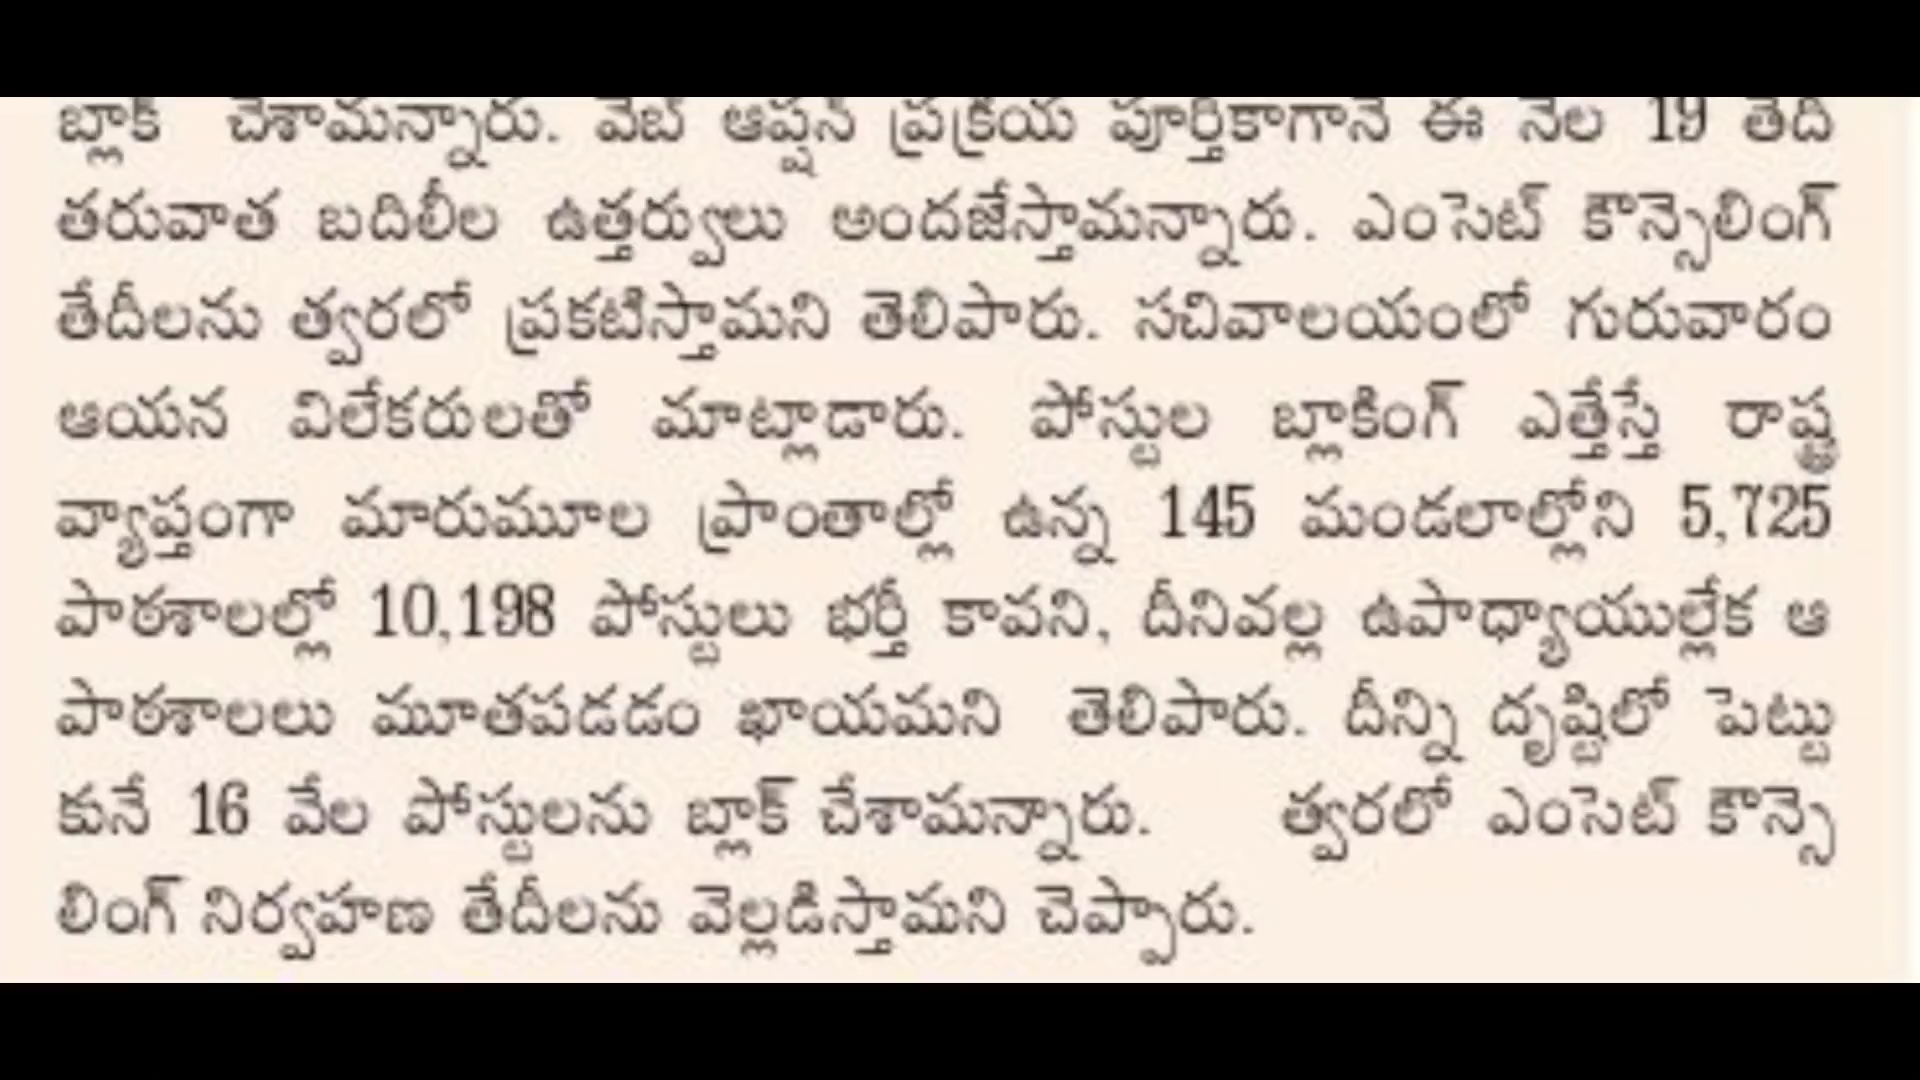 బ్లాక్ చేశామన్నారు. వెబ్ ఆప్షన్ ప్రక్రియ పూర్తికాగానే ఈ నెల 19 తేదీ
తరువాత బదిలీల ఉత్తర్వులు అందజేస్తామన్నారు. ఎంసెట్ కౌన్సెలింగ్
తేదీలను త్వరలో ప్రకటిస్తామని తెలిపారు. సచివాలయంలో గురువారం
ఆయన విలేకరులతో మాట్లాడారు. పోస్టుల బ్లాకింగ్ ఎత్తేస్తే రాష్ట్ర
వ్యాప్తంగా మారుమూల ప్రాంతాల్లో ఉన్న 145 మండలాల్లోని 5,725
పాఠశాలల్లో 10,198 పోస్టులు భర్తీ కావని, దీనివల్ల ఉపాధ్యాయుల్లేక ఆ
పాఠశాలలు మూతపడడం ఖాయమని తెలిపారు. దీన్ని దృష్టిలో పెట్టు
కునే 16 వేల పోస్టులను బ్లాక్ చేశామన్నారు. త్వరలో ఎంసెట్ కౌన్సె
లింగ్ నిర్వహణ తేదీలను వెల్లడిస్తామని చెప్పారు.